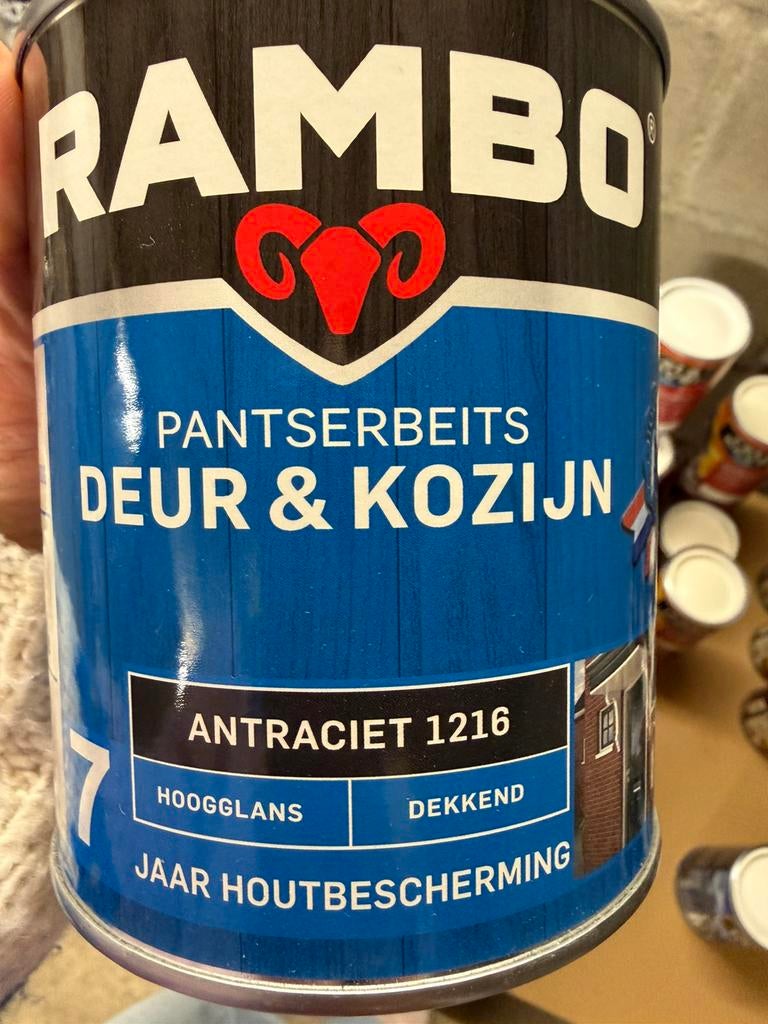 RAMBO®
PANTSERBEITS
DEUR & KOZIJN
ANTRACIET 1216
HOOGGLANS DEKKEND
7
JAAR HOUTBESCHERMING